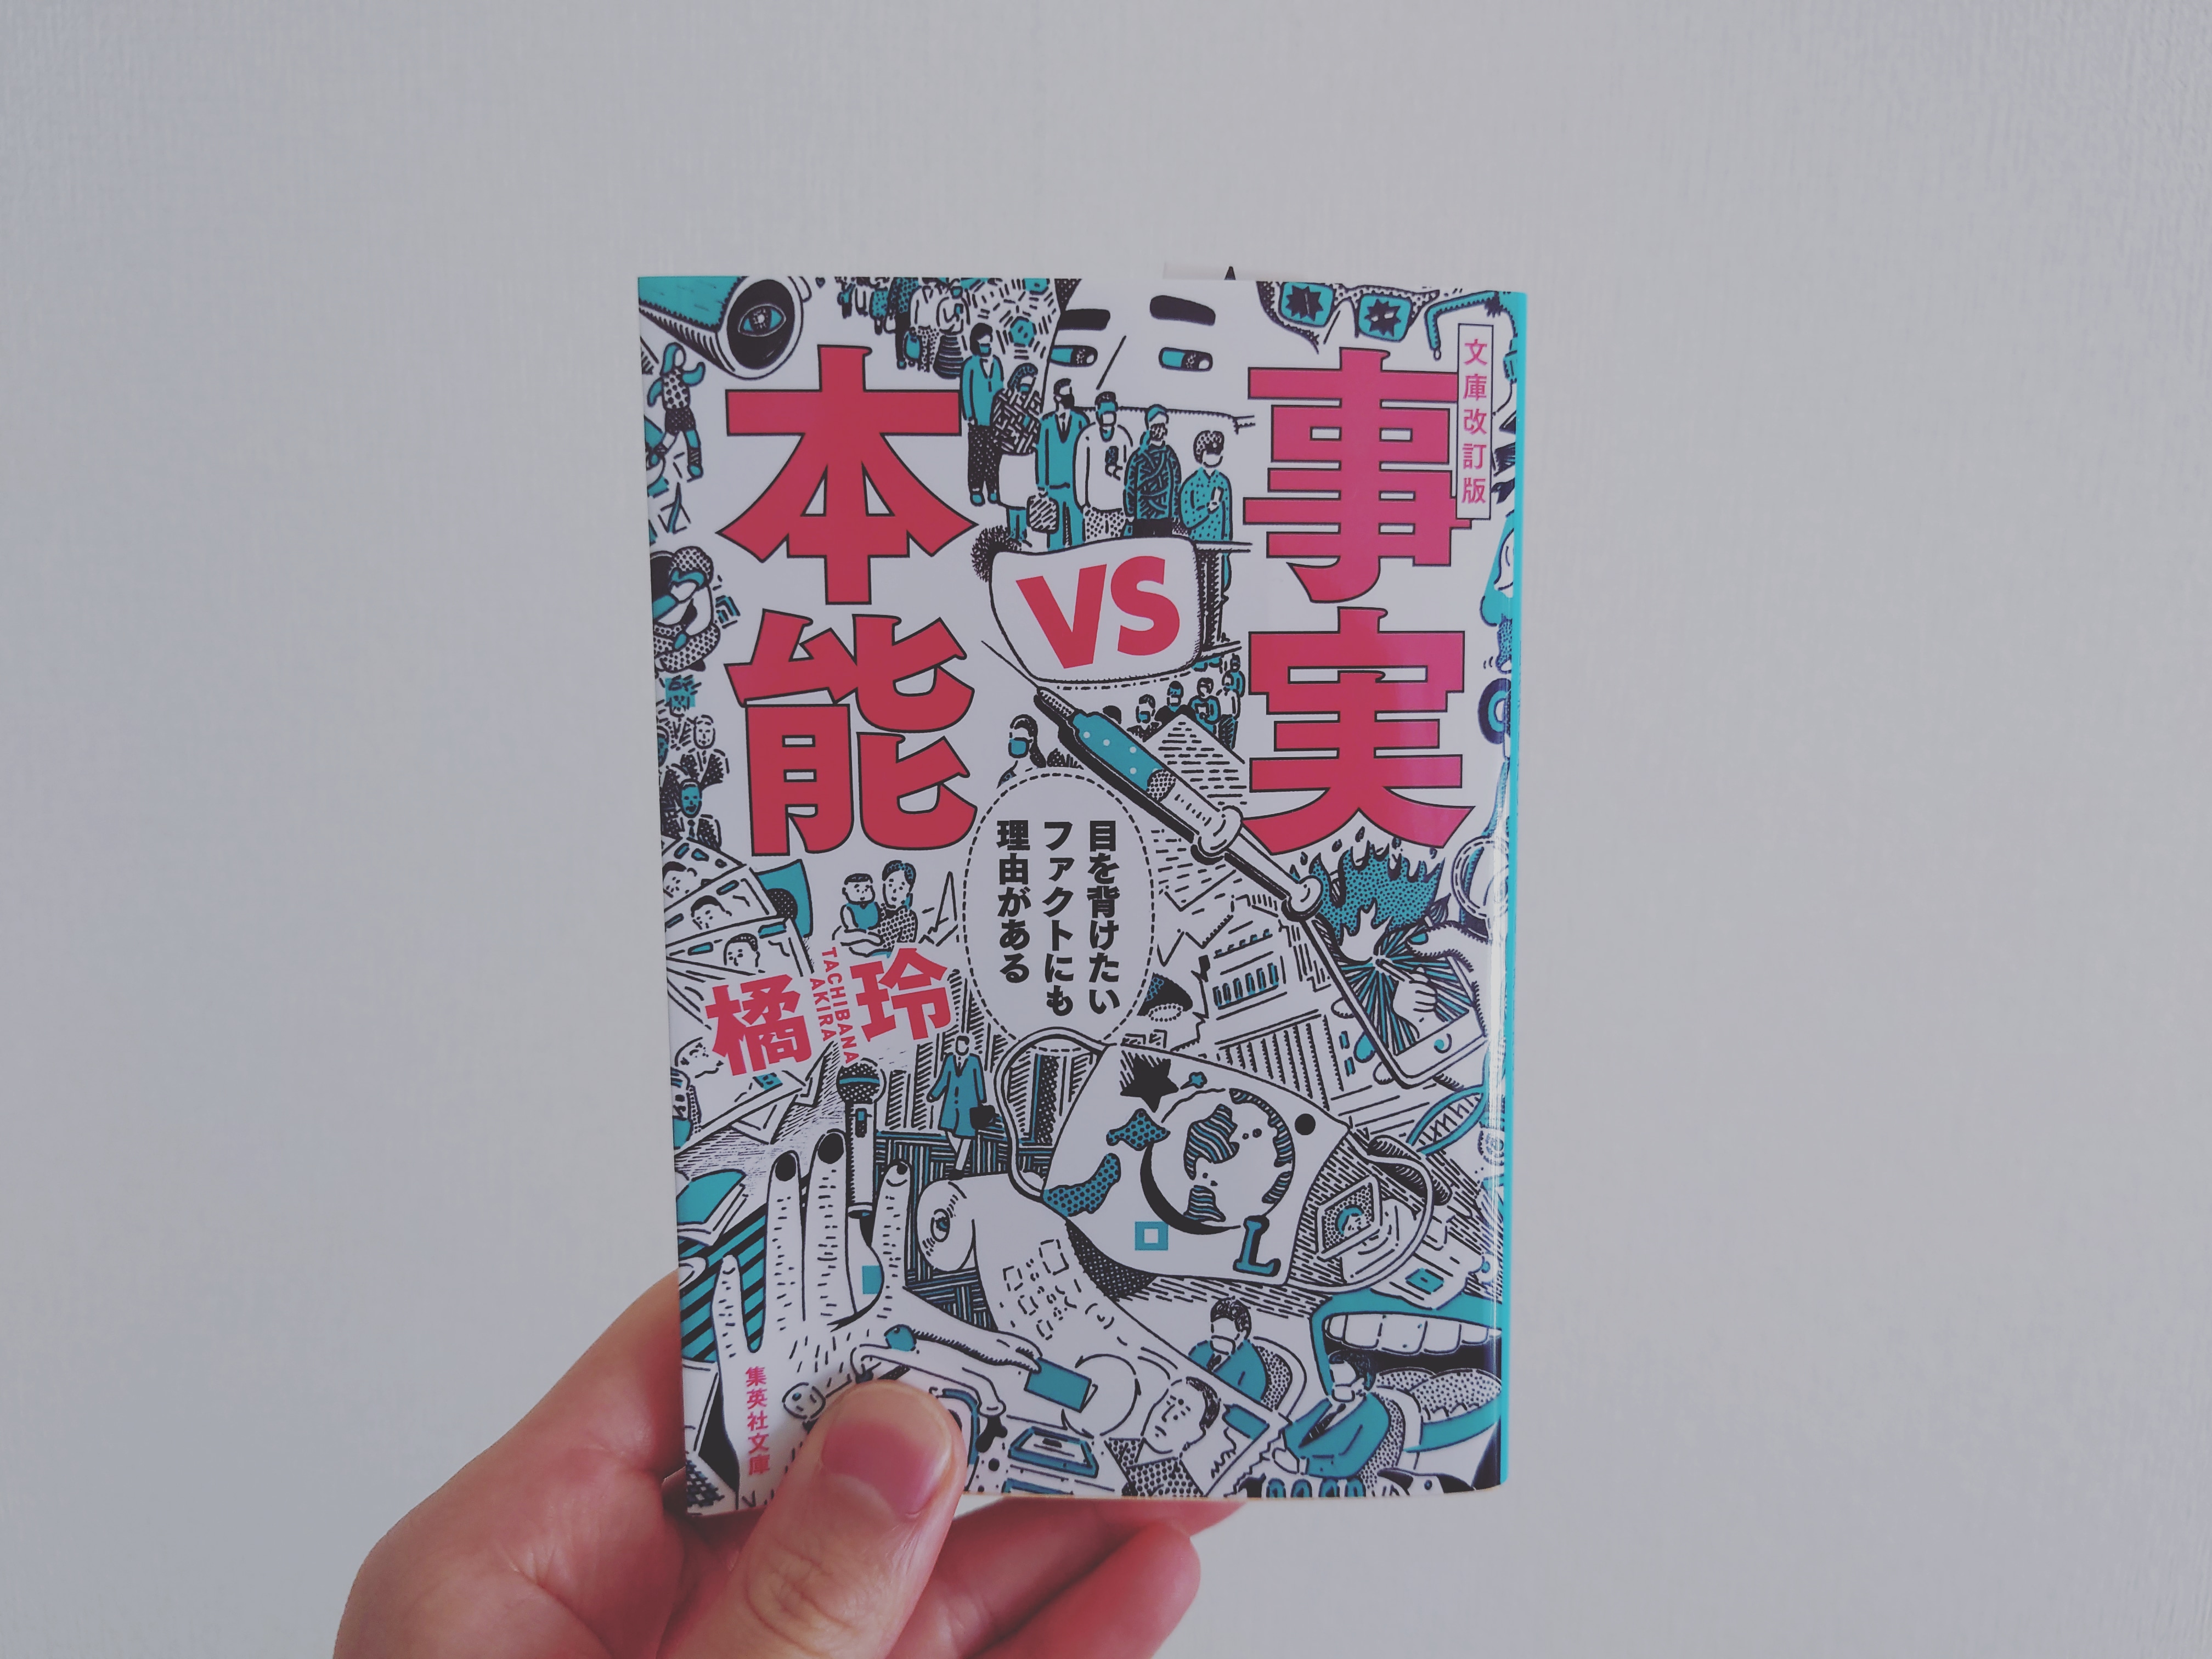 文庫改訂版
事実
VS
本能
目を背けたい
ファクトにも
理由がある
橘玲
TACHIBANA
AKIRA
集英社文庫